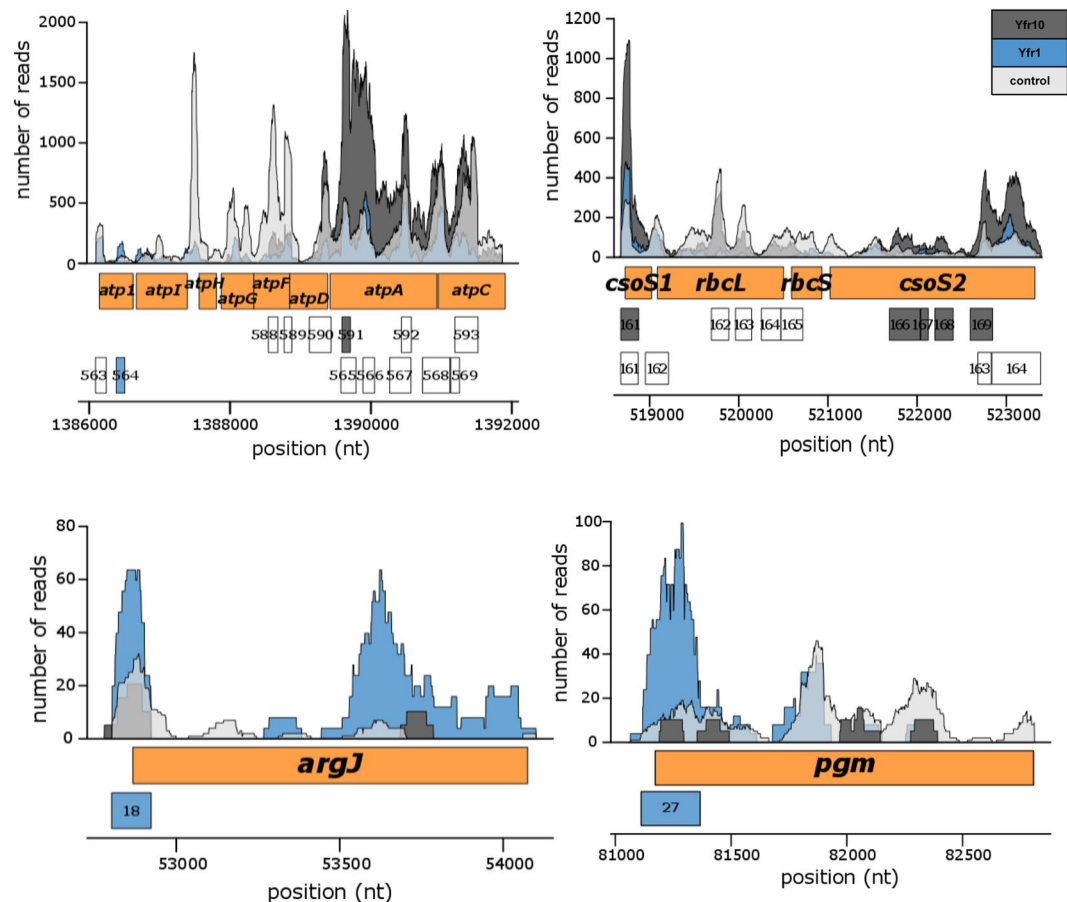 Yfr10
Yfr1
control
number of reads
2000
1500
1000
500
0
atp1 atpI atpH atpG atpF atpD atpA atpC
588 589 590 591 592 593
563 564 565 566 567 568 569
1386000 1388000 1390000 1392000
position (nt)
number of reads
1200
1000
800
600
400
200
0
csoS1 rbcL rbcS csoS2
161 162 163 164 165 166 167 168 169
161 162 163 164
519000 520000 521000 522000 523000
position (nt)
number of reads
80
60
40
20
0
argJ
18
53000 53500 54000
position (nt)
number of reads
100
80
60
40
20
0
pgm
27
81000 81500 82000 82500
position (nt)